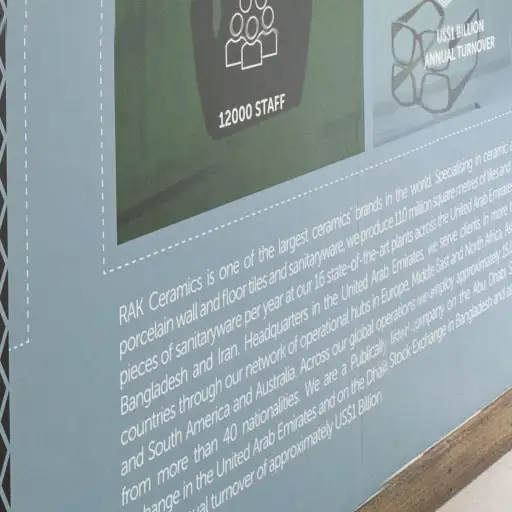 12000 STAFF
US$1 BILLION
ANNUAL TURNOVER
RAK Ceramics is one of the largest ceramics' brands in the world. Specialising in ceramic
porcelain wall and floor tiles and sanitaryware, we produce 110 million square metres of tiles and
pieces of sanitaryware per year at our 16 state-of-the-art plants across the United Arab Emirates
Bangladesh and Iran. Headquarters in the United Arab Emirates, we serve clients in more
countries through our network of operational hubs in Europe, Middle East and North Africa,
and South America and Australia. Across our global operations we employ approximately
from more than 40 nationalities. We are a Publically listed company on the Abu Dhabi
change in the United Arab Emirates and on the Dhaka Stock Exchange in Bangladesh and
turnover of approximately US$1 Billion